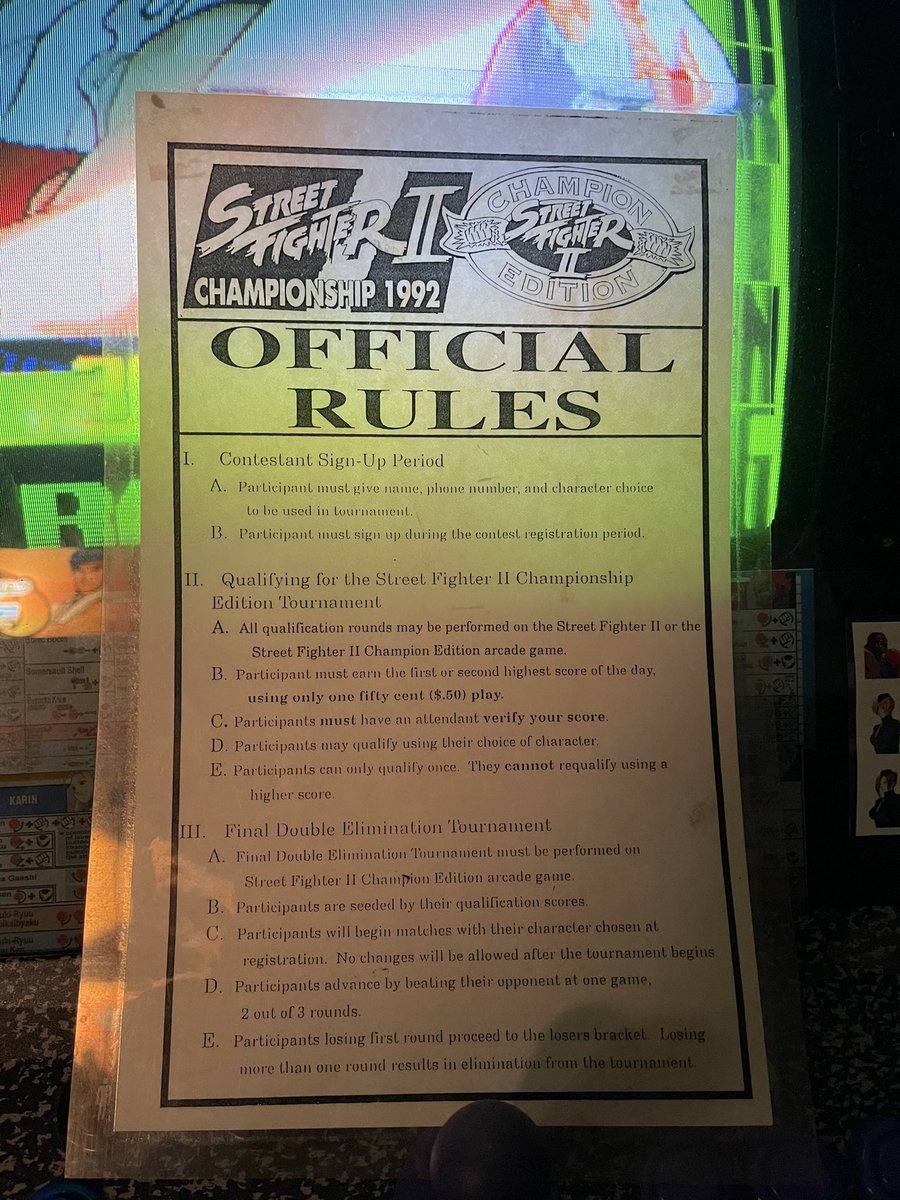 STREET FIGHTER II
CHAMPIONSHIP 1992
CHAMPION
STREET FIGHTER II
EDITION
OFFICIAL
RULES
I. Contestant Sign-Up Period
A. Participant must give name, phone number, and character choice
to be used in tournament.
B. Participant must sign up during the contest registration period.
II. Qualifying for the Street Fighter II Championship
Edition Tournament
A. All qualification rounds may be performed on the Street Fighter II or the
Street Fighter II Champion Edition arcade game.
B. Participant must earn the first or second highest score of the day,
using only one fifty cent ($.50) play.
C. Participants must have an attendant verify your score.
D. Participants may qualify using their choice of character.
E. Participants can only qualify once. They cannot requalify using a
higher score.
III. Final Double Elimination Tournament
A. Final Double Elimination Tournament must be performed on
Street Fighter II Champion Edition arcade game.
B. Participants are seeded by their qualification scores.
C. Participants will begin matches with their character chosen at
registration. No changes will be allowed after the tournament begins
D. Participants advance by beating their opponent at one game,
2 out of 3 rounds.
E. Participants losing first round proceed to the losers bracket. Losing
more than one round results in elimination from the tournament.
R
Somersault Shell
KARIN